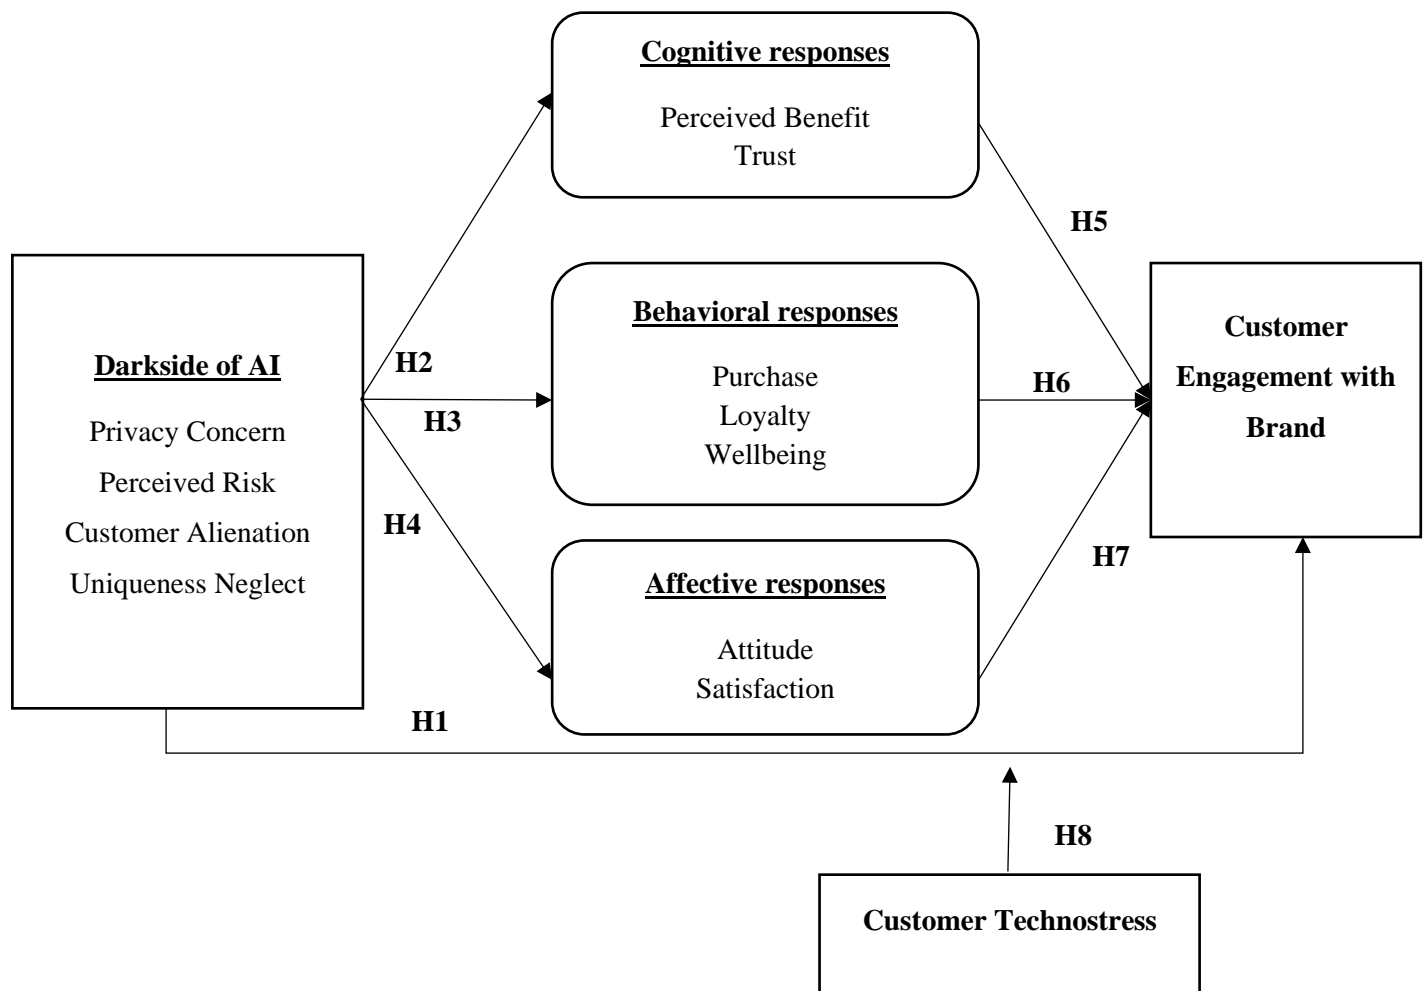 Cognitive responses
Perceived Benefit
Trust
H5
Darkside of AI
Privacy Concern
Perceived Risk
Customer Alienation
Uniqueness Neglect
H2
H3
H4
Behavioral responses
Purchase
Loyalty
Wellbeing
H6
Customer
Engagement with
Brand
Affective responses
Attitude
Satisfaction
H7
H1
H8
Customer Technostress